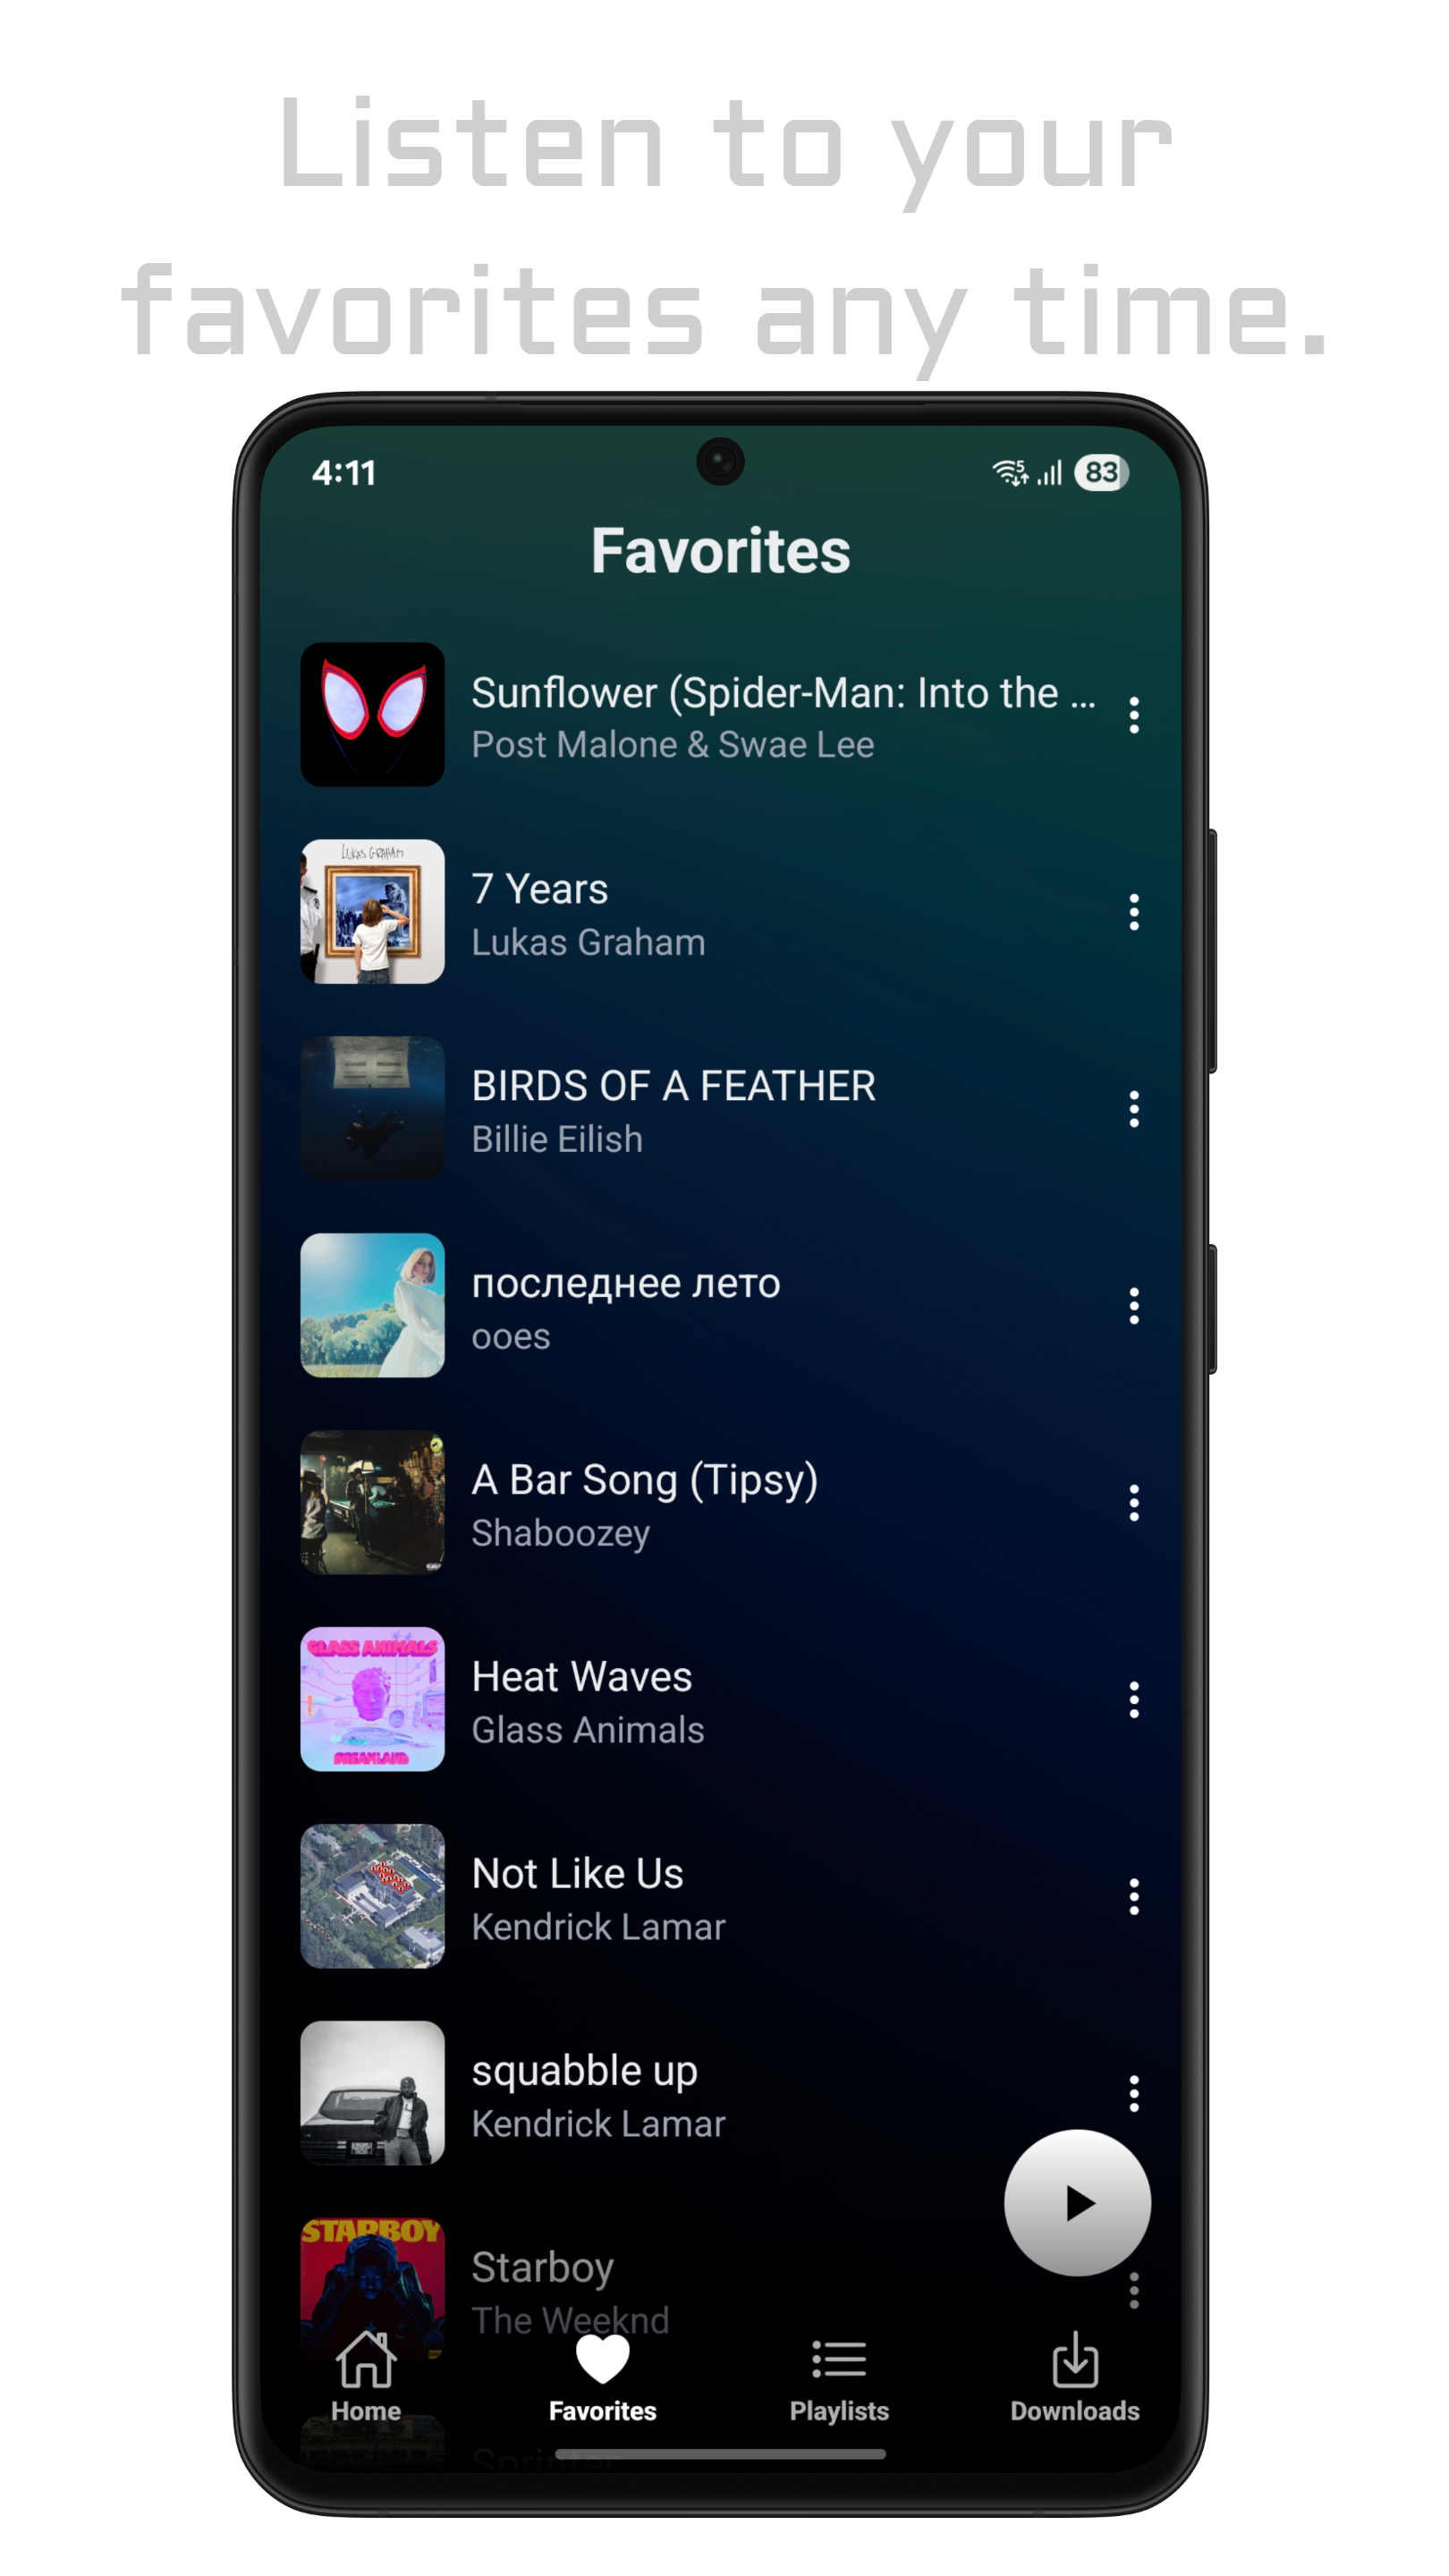 Listen to your
favorites any time.
4:11
5
83
Favorites
Sunflower (Spider-Man: Into the ...
Post Malone & Swae Lee
LUKAS GRAHAM
7 Years
Lukas Graham
BIRDS OF A FEATHER
Billie Eilish
последнее лето
ooes
A Bar Song (Tipsy)
Shaboozey
GLASS ANIMALS
DREAMLAND
Heat Waves
Glass Animals
Not Like Us
Kendrick Lamar
squabble up
Kendrick Lamar
STARBOY
Starboy
The Weeknd
Home
Favorites
Playlists
Downloads
Sprinter